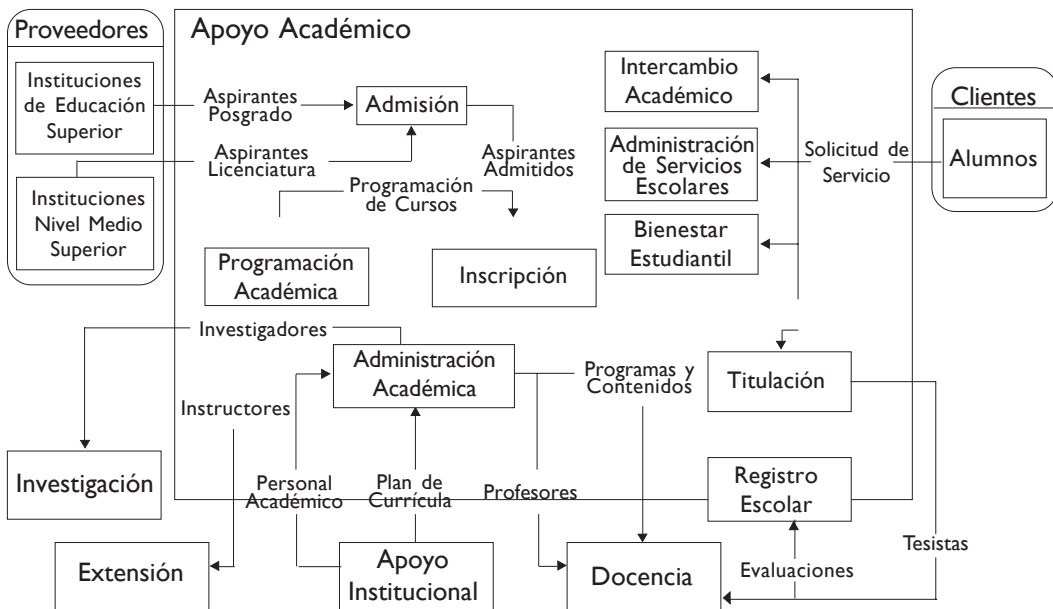 Proveedores
Instituciones
de Educación
Superior
Instituciones
Nivel Medio
Superior
Apoyo Académico
Aspirantes
Posgrado
Admisión
Aspirantes
Licenciatura
Aspirantes
Admitidos
Programación
de Cursos
Programación
Académica
Inscripción
Intercambio
Académico
Administración
de Servicios
Escolares
Bienestar
Estudiantil
Solicitud de
Servicio
Clientes
Alumnos
Investigadores
Administración
Académica
Programas y
Contenidos
Titulación
Instructores
Investigación
Personal
Académico
Plan de
Currícula
Profesores
Registro
Escolar
Tesistas
Extensión
Apoyo
Institucional
Docencia
Evaluaciones